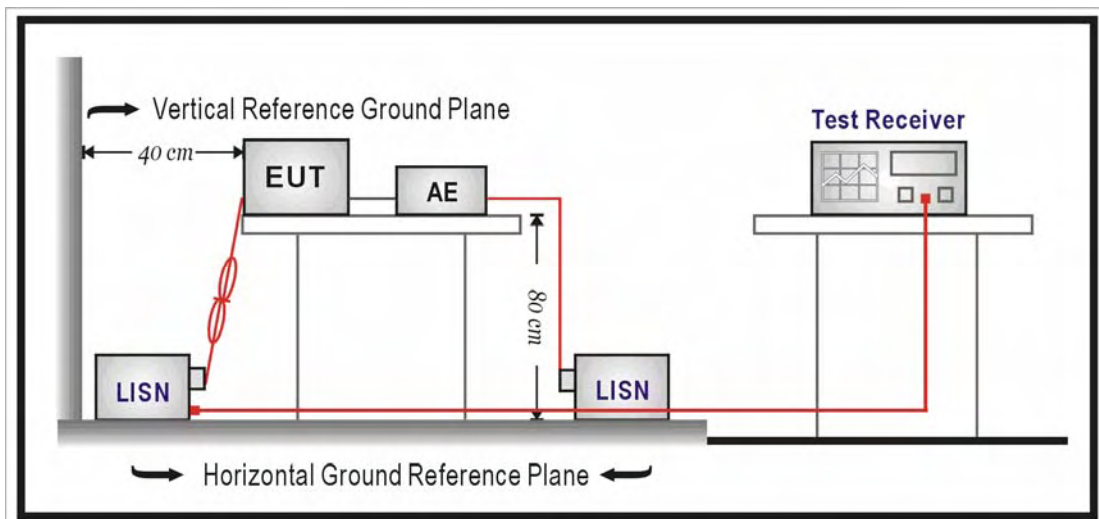 Vertical Reference Ground Plane
40 cm
EUT
AE
Test Receiver
80 cm
LISN
LISN
Horizontal Ground Reference Plane